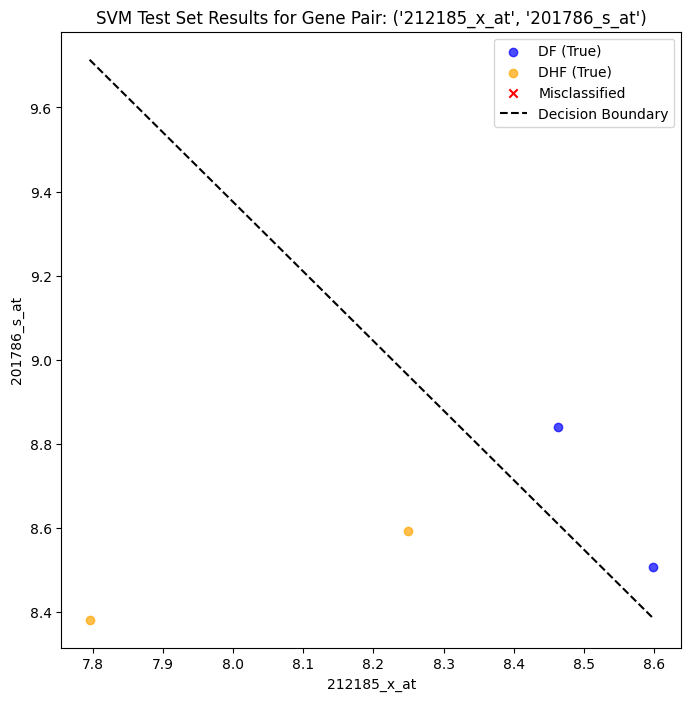 SVM Test Set Results for Gene Pair: ('212185_x_at', '201786_s_at')
DF (True)
DHF (True)
Misclassified
Decision Boundary
9.6
9.4
9.2
9.0
8.8
8.6
8.4
201786_s_at
7.8 7.9 8.0 8.1 8.2 8.3 8.4 8.5 8.6
212185_x_at